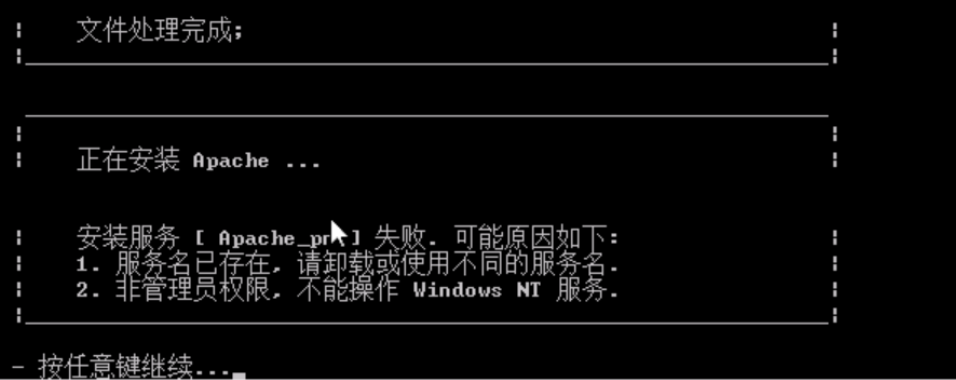 文件处理完成;
正在安装 Apache ...
安装服务 [ ] 失败. 可能原因如下:
1. 服务名已存在, 请卸载或使用不同的服务名.
2. 非管理员权限, 不能操作 Windows NT 服务.
- 按任意键继续...